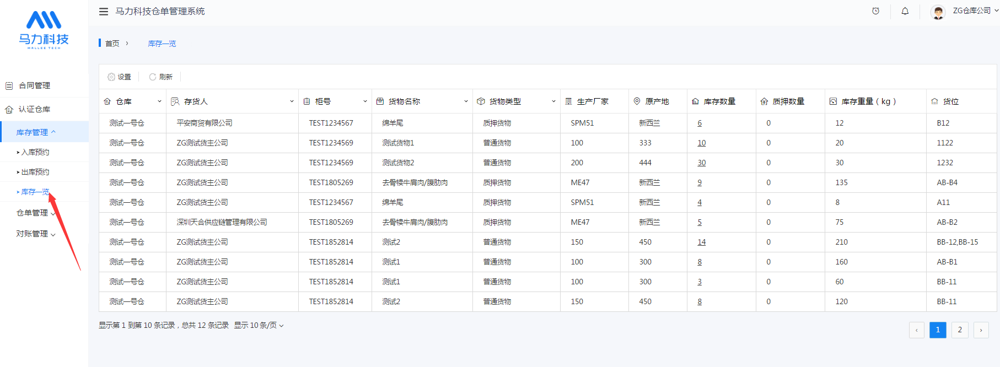 马力科技
MALLEE TECH
马力科技仓单管理系统
ZG仓库公司
合同管理
认证仓库
库存管理
入库预约
出库预约
库存一览
仓单管理
对账管理
首页 › 库存一览
设置 刷新
仓库 存货人 柜号 货物名称 货物类型 生产厂家 原产地 库存数量 质押数量 库存重量（kg） 货位
测试一号仓 平安商贸有限公司 TEST1234567 绵羊尾 质押货物 SPM51 新西兰 6 0 12 B12
测试一号仓 ZG测试货主公司 TEST1234569 测试货物1 普通货物 100 333 10 0 20 1122
测试一号仓 ZG测试货主公司 TEST1234569 测试货物2 普通货物 200 444 30 0 30 1232
测试一号仓 ZG测试货主公司 TEST1805269 去骨犊牛肩肉/腹肋肉 质押货物 ME47 新西兰 9 0 135 AB-B4
测试一号仓 ZG测试货主公司 TEST1234567 绵羊尾 质押货物 SPM51 新西兰 4 0 8 A11
测试一号仓 深圳天合供应链管理有限公司 TEST1805269 去骨犊牛肩肉/腹肋肉 质押货物 ME47 新西兰 5 0 75 AB-B2
测试一号仓 ZG测试货主公司 TEST1852814 测试2 普通货物 150 450 14 0 210 BB-12,BB-15
测试一号仓 ZG测试货主公司 TEST1852814 测试1 普通货物 100 300 8 0 160 AB-B1
测试一号仓 ZG测试货主公司 TEST1852814 测试1 普通货物 100 300 3 0 60 BB-11
测试一号仓 ZG测试货主公司 TEST1852814 测试2 普通货物 150 450 8 0 120 BB-11
显示第 1 到第 10 条记录，总共 12 条记录 显示 10 条/页
‹ 1 2 ›